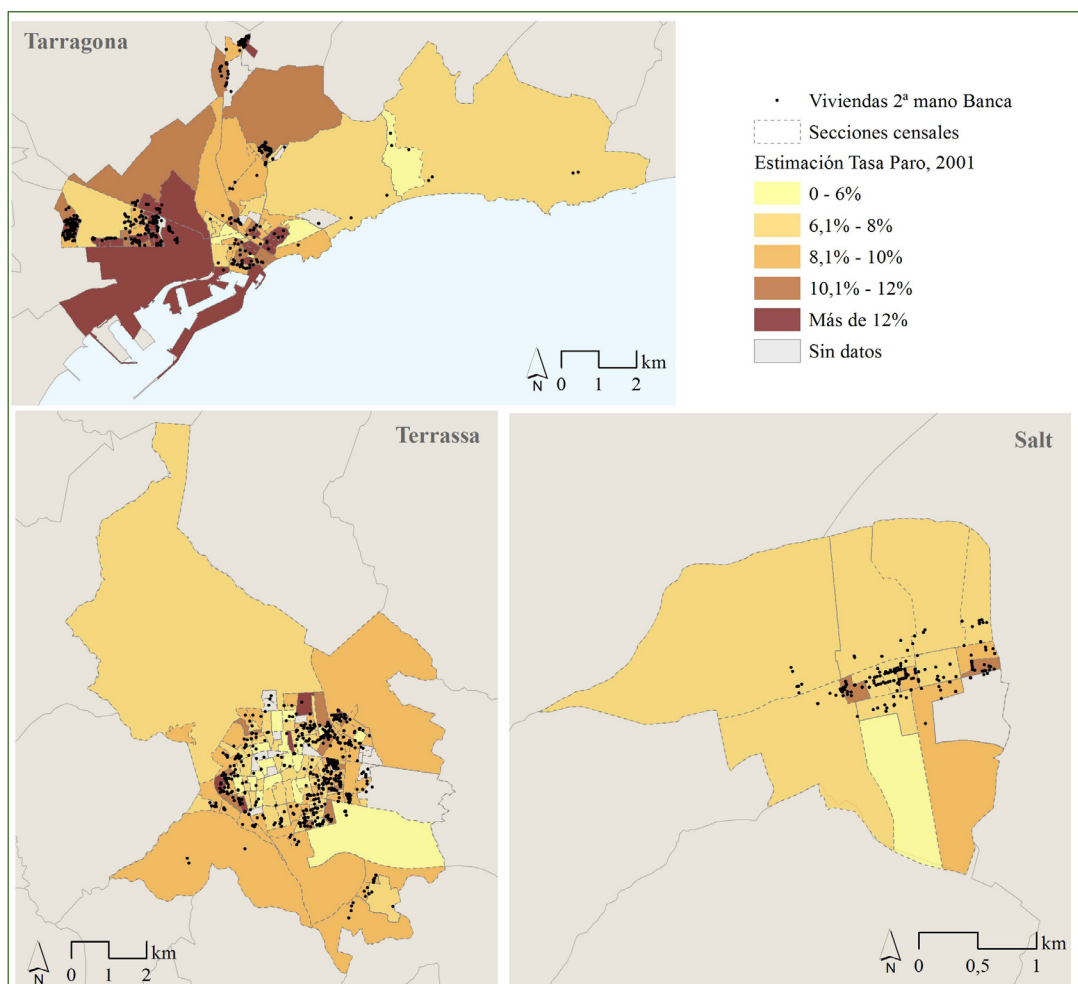 Tarragona
Viviendas 2ª mano Banca
Secciones censales
Estimación Tasa Paro, 2001
0 - 6%
6,1% - 8%
8,1% - 10%
10,1% - 12%
Más de 12%
Sin datos
N
km
0 1 2
Terrassa
N
km
0 1 2
Salt
N
km
0 0,5 1